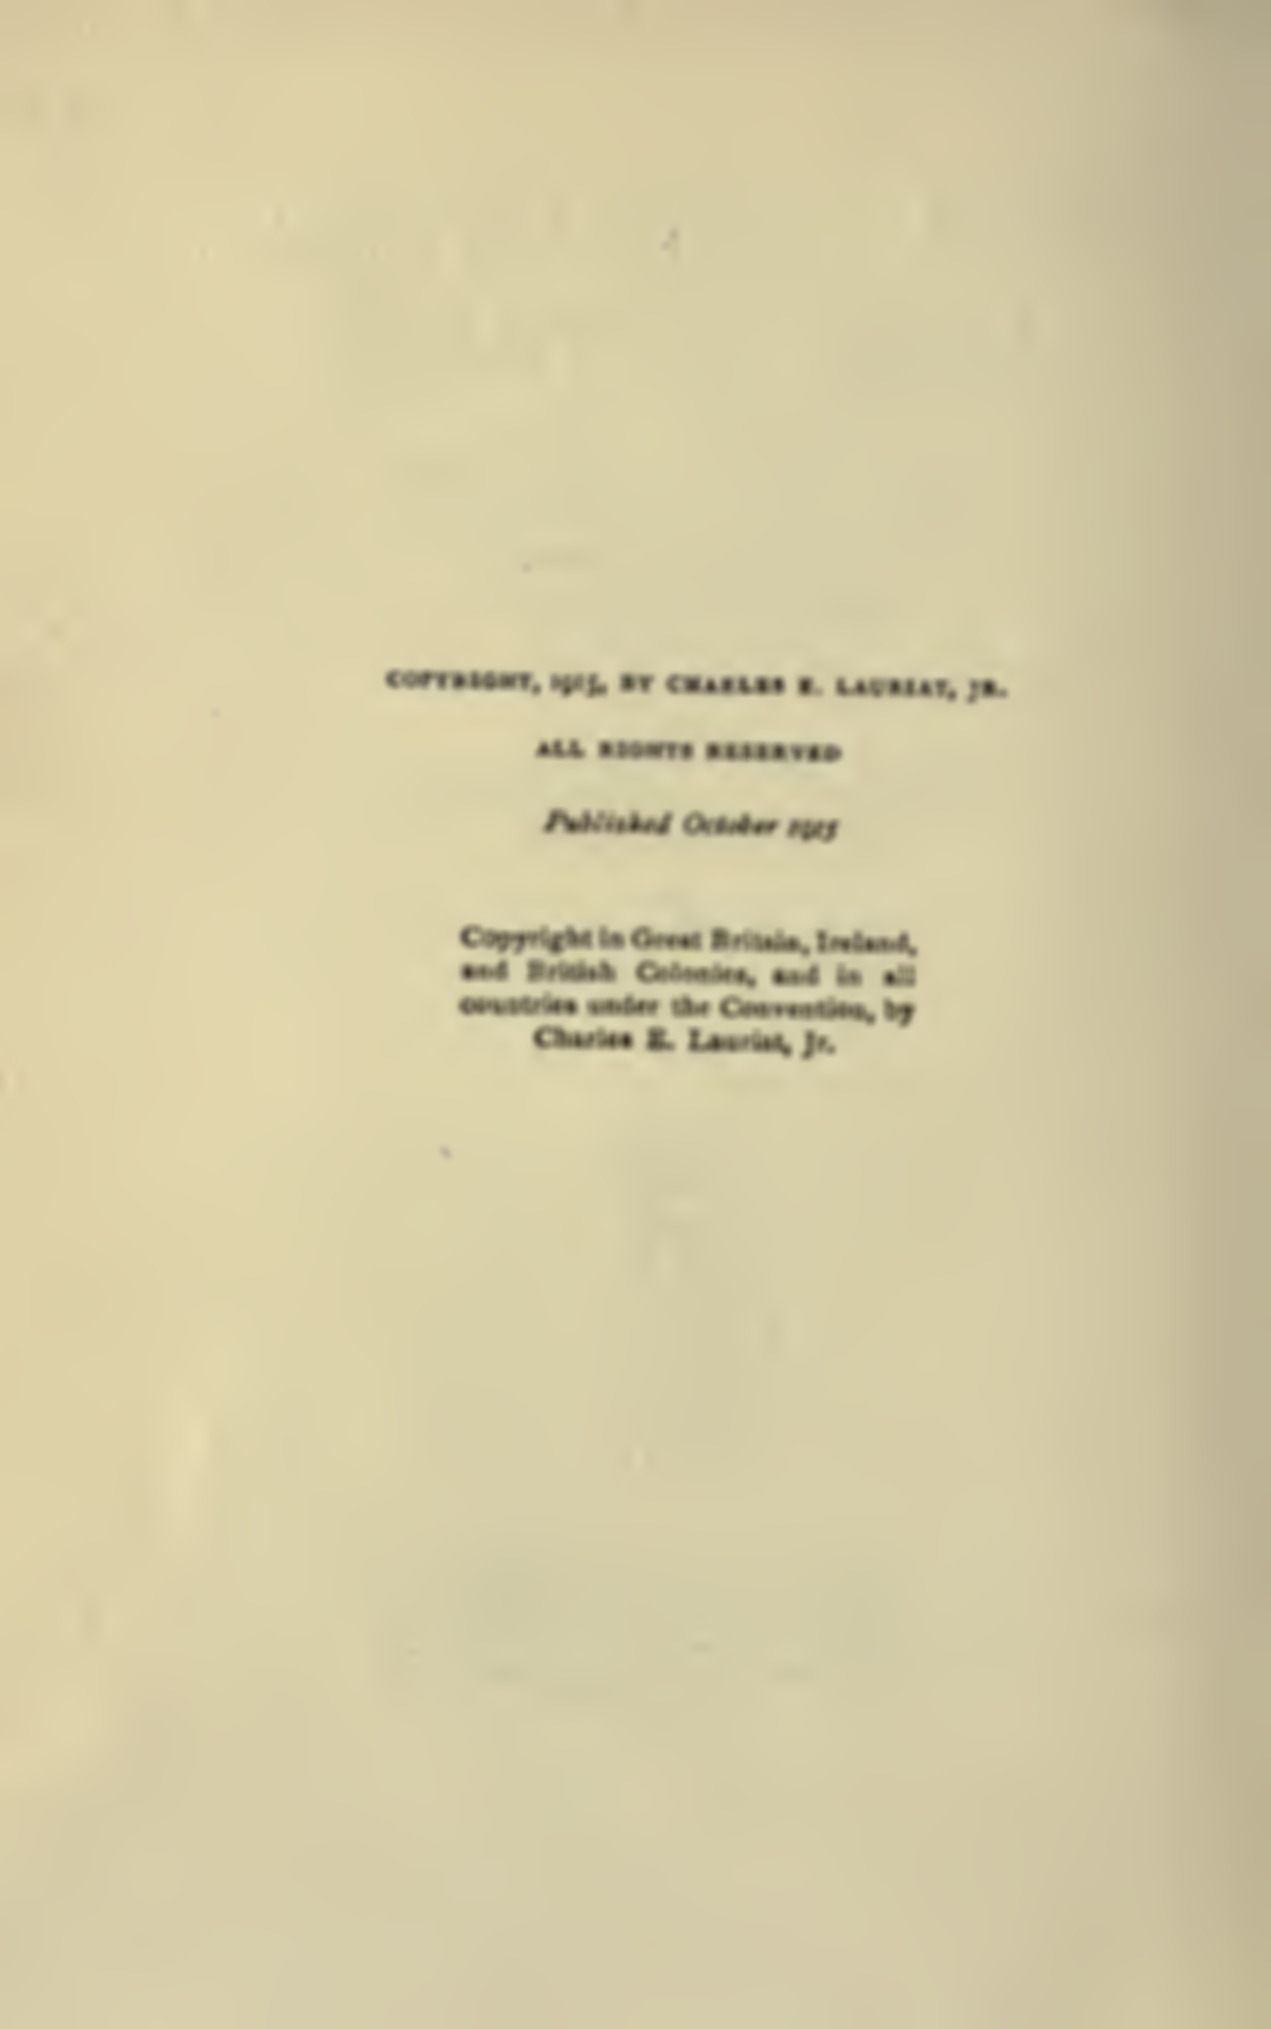 COPYRIGHT, 1915, BY CHARLES E. LAURIAT, JR.
ALL RIGHTS RESERVED
Published October 1915
Copyright in Great Britain, Ireland,
and British Colonies, and in all
countries under the Convention, by
Charles E. Lauriat, Jr.